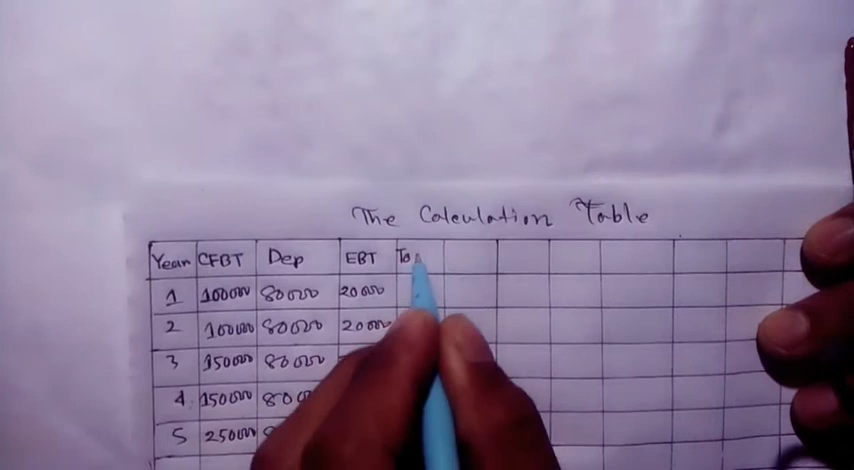 The Calculation Table
Year CFBT Dep EBT Ta
1 100000 80000 20000
2 100000 80000 20000
3 150000 80000
4 150000
5 250000